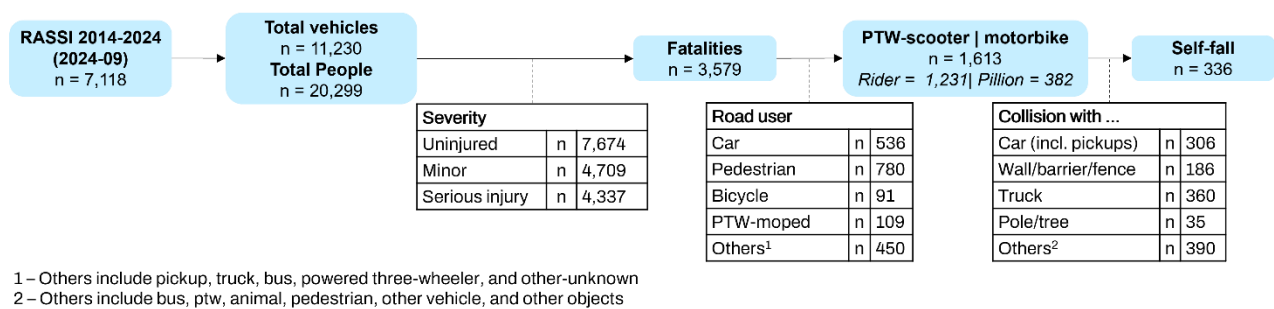 RASSI 2014-2024
(2024-09)
n = 7,118
Total vehicles
n = 11,230
Total People
n = 20,299
Fatalities
n = 3,579
PTW-scooter | motorbike
n = 1,613
Rider = 1,231| Pillion = 382
Self-fall
n = 336
Severity
Uninjured n 7,674
Minor n 4,709
Serious injury n 4,337
Road user
Car n 536
Pedestrian n 780
Bicycle n 91
PTW-moped n 109
Others1 n 450
Collision with ...
Car (incl. pickups) n 306
Wall/barrier/fence n 186
Truck n 360
Pole/tree n 35
Others2 n 390
1 – Others include pickup, truck, bus, powered three-wheeler, and other-unknown
2 – Others include bus, ptw, animal, pedestrian, other vehicle, and other objects